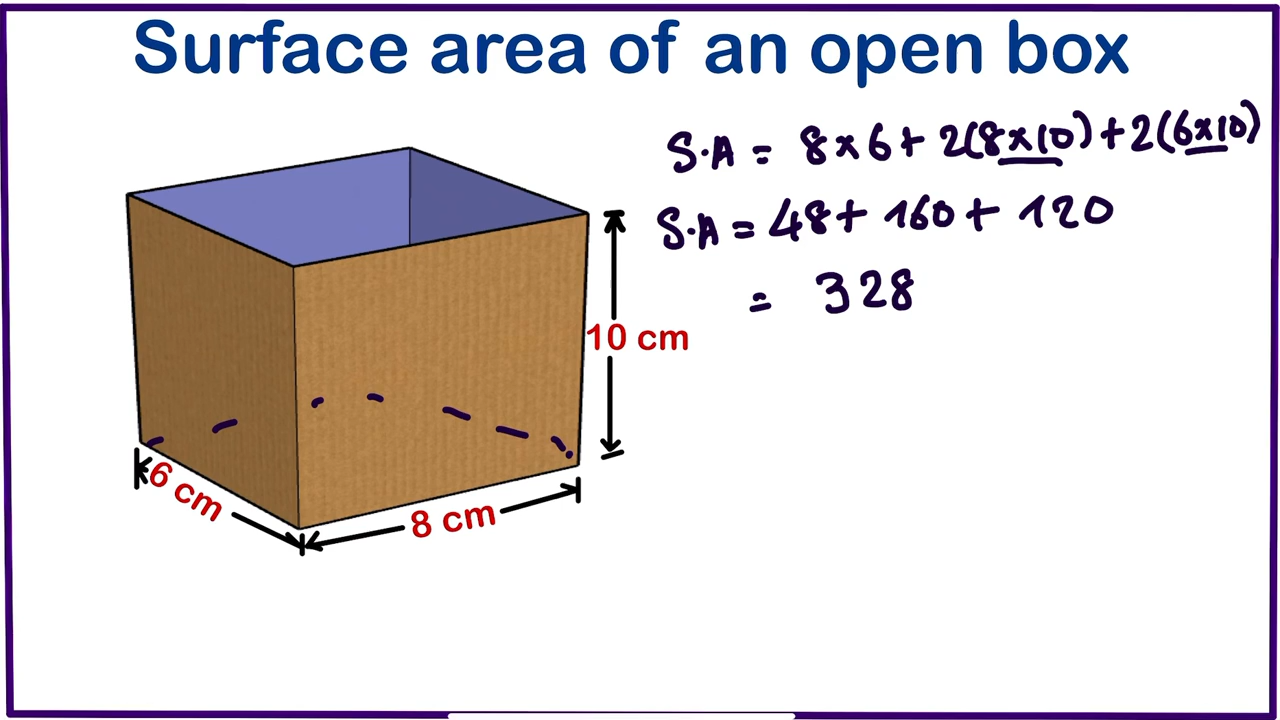 Surface area of an open box
S.A = 8×6 + 2(8×10) + 2(6×10)
S.A = 48 + 160 + 120
= 328
10 cm
6 cm
8 cm